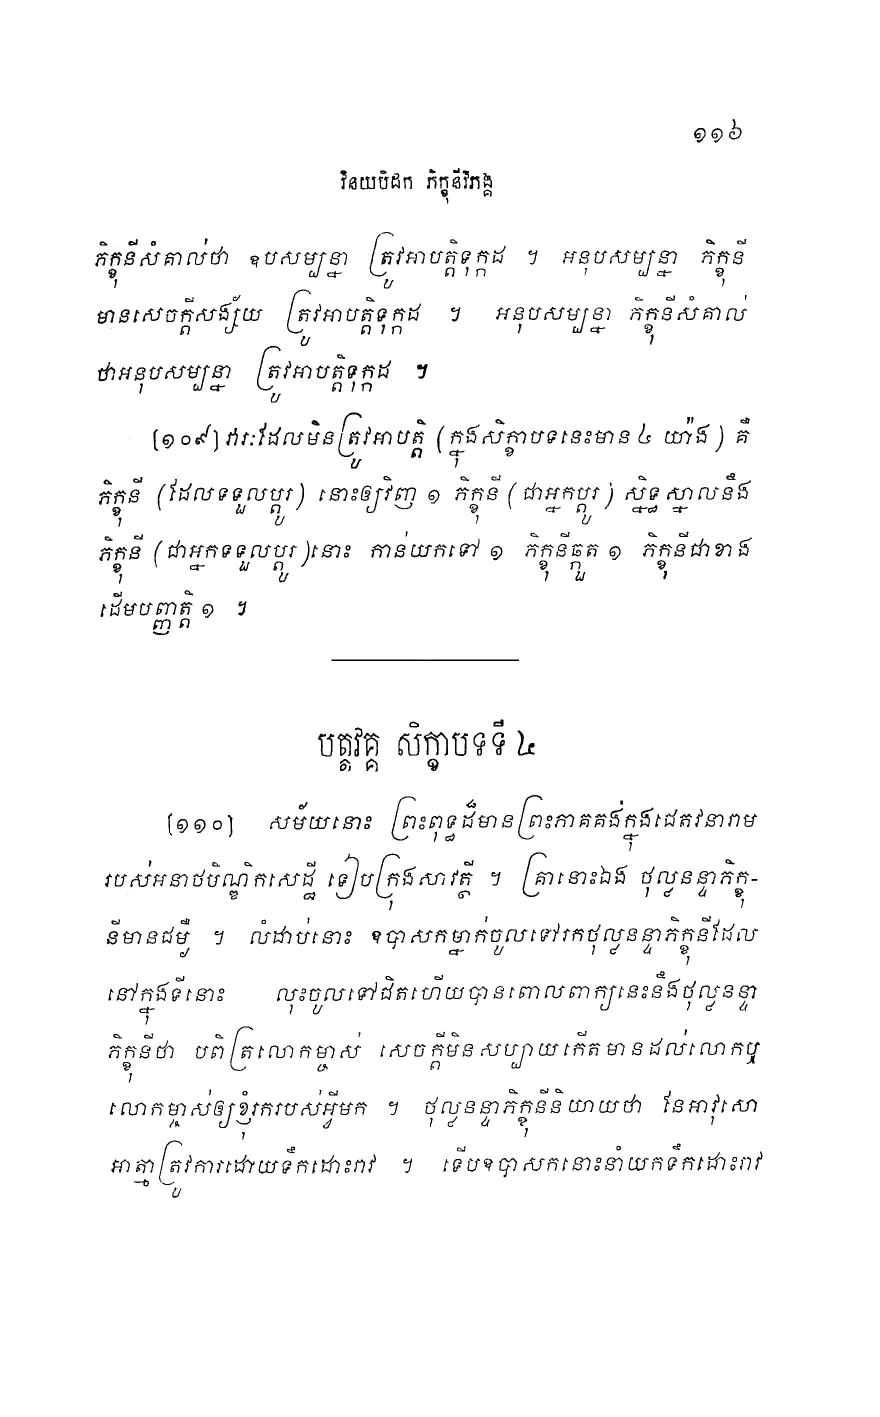 ១១៦
វិនយបិដក ភិក្ខុនីវិភង្គ
ភិក្ខុនីសំគាល់ថា ឧបសម្បន្នា ត្រូវអាបត្តិទុក្កដ ។ អនុបសម្បន្នា ភិក្ខុនី
មានសេចក្តីសង្ស័យ ត្រូវអាបត្តិទុក្កដ ។ អនុបសម្បន្នា ភិក្ខុនីសំគាល់
ថាអនុបសម្បន្នា ត្រូវអាបត្តិទុក្កដ ។
[១០៩] វារៈដែលមិនត្រូវអាបត្តិ (ក្នុងសិក្ខាបទនេះមាន ៤ យ៉ាង) គឺ
ភិក្ខុនី (ដែលទទួលប្តូរ) នោះឲ្យវិញ ១ ភិក្ខុនី (ជាអ្នកប្តូរ) ស្និទ្ធស្នាលនឹង
ភិក្ខុនី (ជាអ្នកទទួលប្តូរ) នោះ កាន់យកទៅ ១ ភិក្ខុនីឆ្កួត ១ ភិក្ខុនីជាខាង
ដើមបញ្ញត្តិ ១ ។
បត្តវគ្គ សិក្ខាបទទី ៤
[១១០] សម័យនោះ ព្រះពុទ្ធដ៏មានព្រះភាគគង់ក្នុងជេតវនារាម
របស់អនាថបិណ្ឌិកសេដ្ឋី ទៀបក្រុងសាវត្ថី ។ គ្រានោះឯង ថុល្លនន្ទាភិក្ខុ-
នីមានជម្ងឺ ។ លំដាប់នោះ ឧបាសកម្នាក់ចូលទៅរកថុល្លនន្ទាភិក្ខុនីដែល
នៅក្នុងទីនោះ លុះចូលទៅជិតហើយបានពោលពាក្យនេះនឹងថុល្លនន្ទា
ភិក្ខុនីថា បពិត្រលោកម្ចាស់ សេចក្តីមិនសប្បាយកើតមានដល់លោកឬ
លោកម្ចាស់ឲ្យខ្ញុំរករបស់អ្វីមក ។ ថុល្លនន្ទាភិក្ខុនីនិយាយថា នែអាវុសោ
អាត្មាត្រូវការដោយទឹកដោះរាវ ។ ទើបឧបាសកនោះនាំយកទឹកដោះរាវ